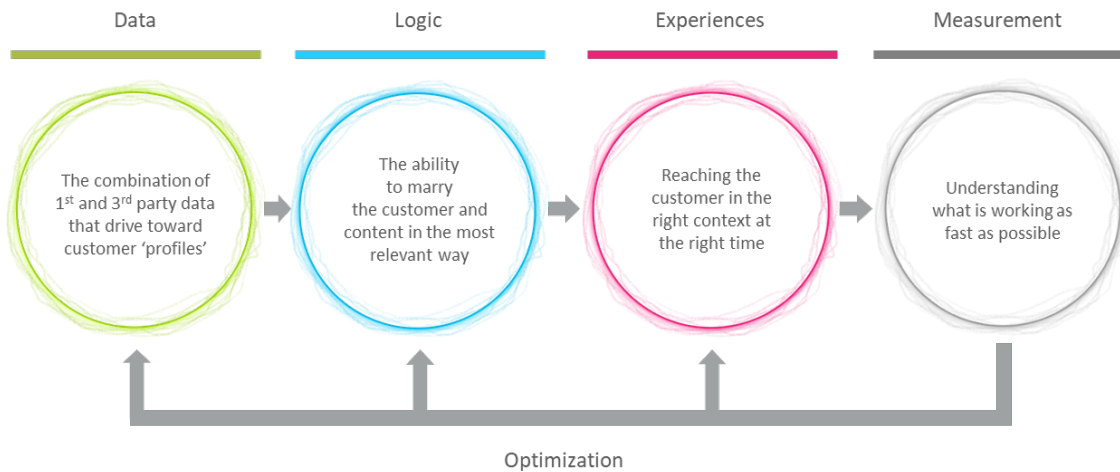 Data
Logic
Experiences
Measurement
The combination of
1st and 3rd party data
that drive toward
customer ‘profiles’
The ability
to marry
the customer and
content in the most
relevant way
Reaching the
customer in the
right context at
the right time
Understanding
what is working as
fast as possible
Optimization